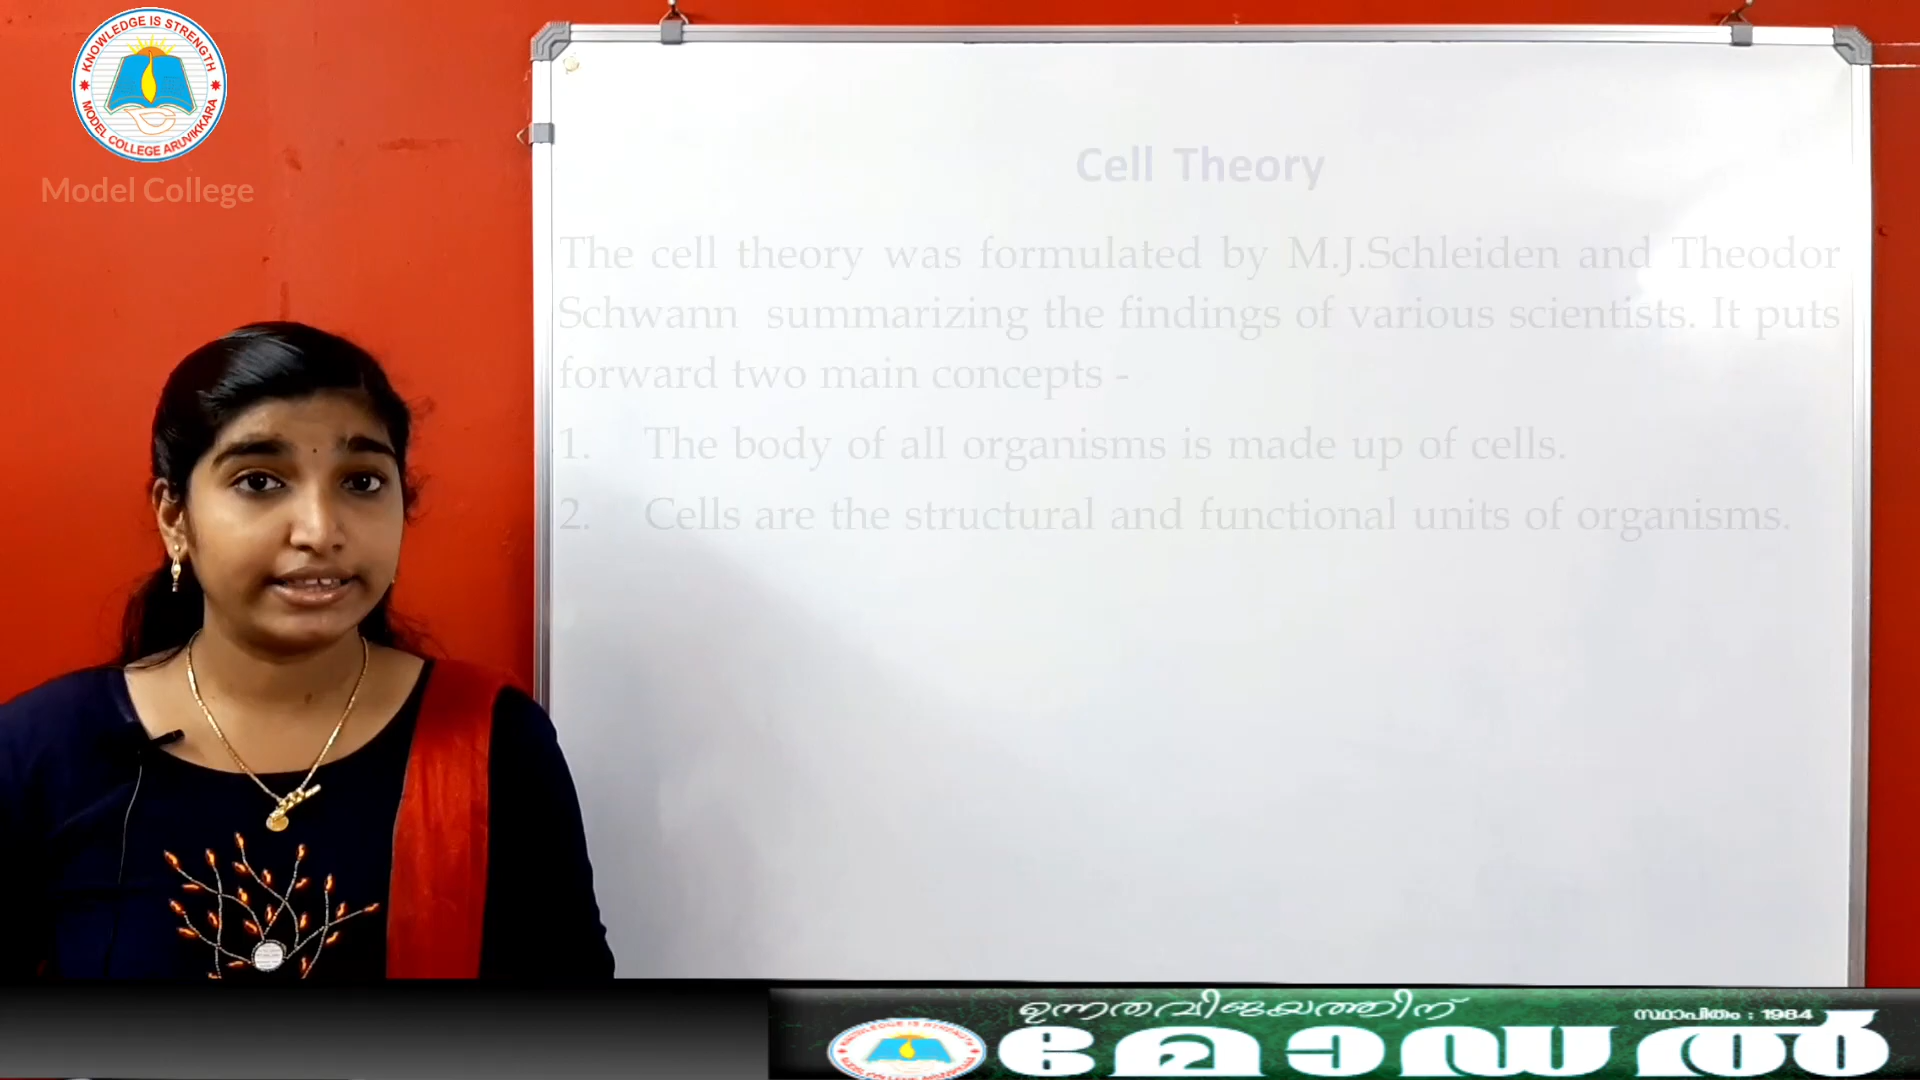 KNOWLEDGE IS STRENGTH
MODEL COLLEGE ARUVIKKARA
Model College
Cell Theory
The cell theory was formulated by M.J.Schleiden and Theodor
Schwann summarizing the findings of various scientists. It puts
forward two main concepts -
1. The body of all organisms is made up of cells.
2. Cells are the structural and functional units of organisms.
ഉന്നതവിജയത്തിന്
സ്ഥാപിതം : 1984
KNOWLEDGE IS STRENGTH
മോഡൽ